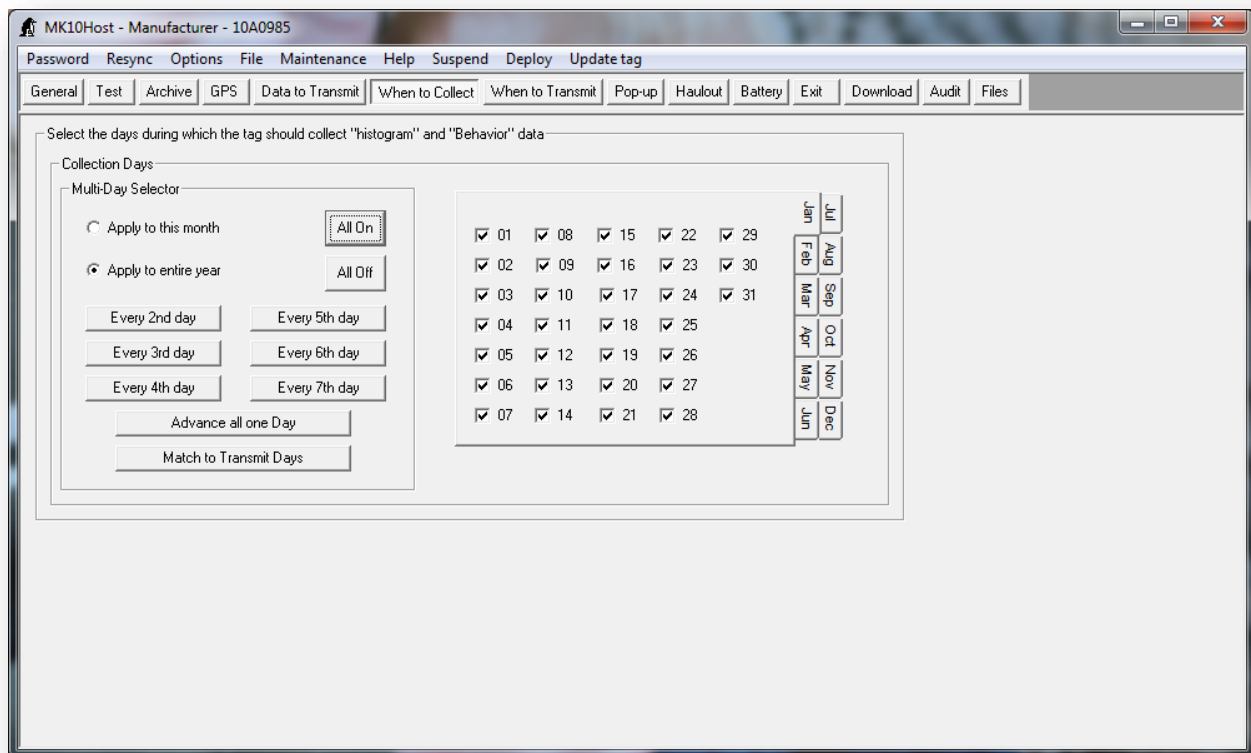 MK10Host - Manufacturer - 10A0985
Password Resync Options File Maintenance Help Suspend Deploy Update tag
General Test Archive GPS Data to Transmit When to Collect When to Transmit Pop-up Haulout Battery Exit Download Audit Files
Select the days during which the tag should collect "histogram" and "Behavior" data
Collection Days
Multi-Day Selector
Apply to this month All On
Apply to entire year All Off
Every 2nd day Every 5th day
Every 3rd day Every 6th day
Every 4th day Every 7th day
Advance all one Day
Match to Transmit Days
01 08 15 22 29
02 09 16 23 30
03 10 17 24 31
04 11 18 25
05 12 19 26
06 13 20 27
07 14 21 28
Jan Jul
Feb Aug
Mar Sep
Apr Oct
May Nov
Jun Dec